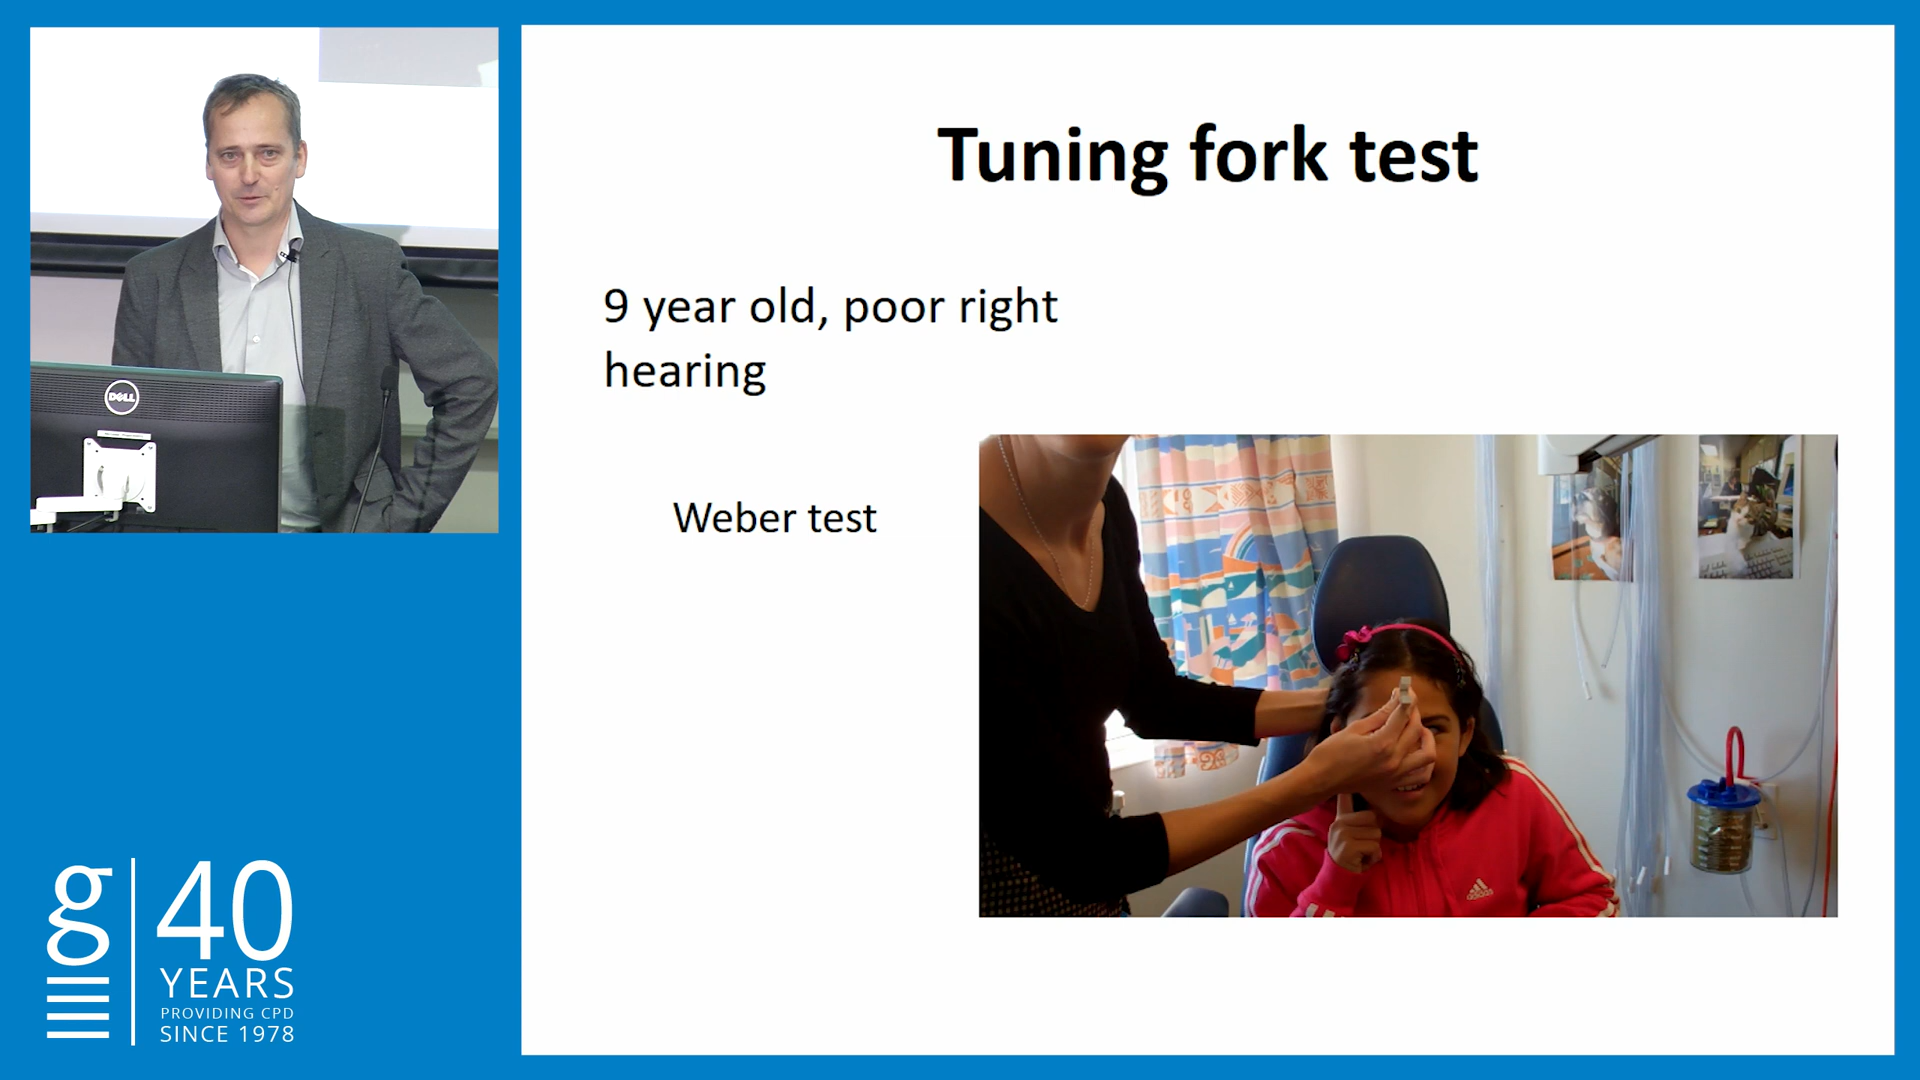 Tuning fork test
9 year old, poor right
hearing
Weber test
DELL
adidas
g
40
YEARS
PROVIDING CPD
SINCE 1978